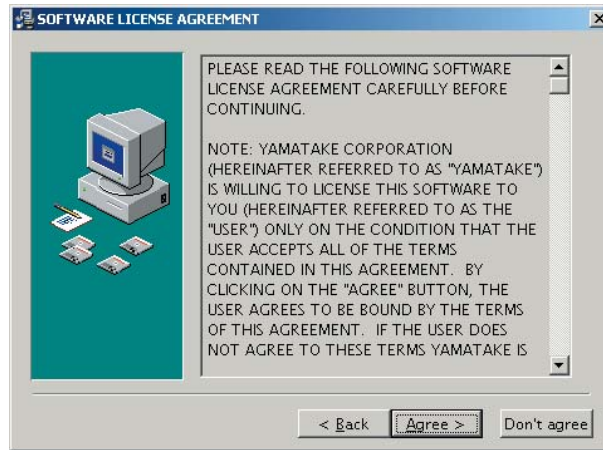 SOFTWARE LICENSE AGREEMENT
PLEASE READ THE FOLLOWING SOFTWARE
LICENSE AGREEMENT CAREFULLY BEFORE
CONTINUING.
NOTE: YAMATAKE CORPORATION
(HEREINAFTER REFERRED TO AS "YAMATAKE")
IS WILLING TO LICENSE THIS SOFTWARE TO
YOU (HEREINAFTER REFERRED TO AS THE
"USER") ONLY ON THE CONDITION THAT THE
USER ACCEPTS ALL OF THE TERMS
CONTAINED IN THIS AGREEMENT.  BY
CLICKING ON THE "AGREE" BUTTON, THE
USER AGREES TO BE BOUND BY THE TERMS
OF THIS AGREEMENT.  IF THE USER DOES
NOT AGREE TO THESE TERMS YAMATAKE IS
< Back Agree > Don't agree